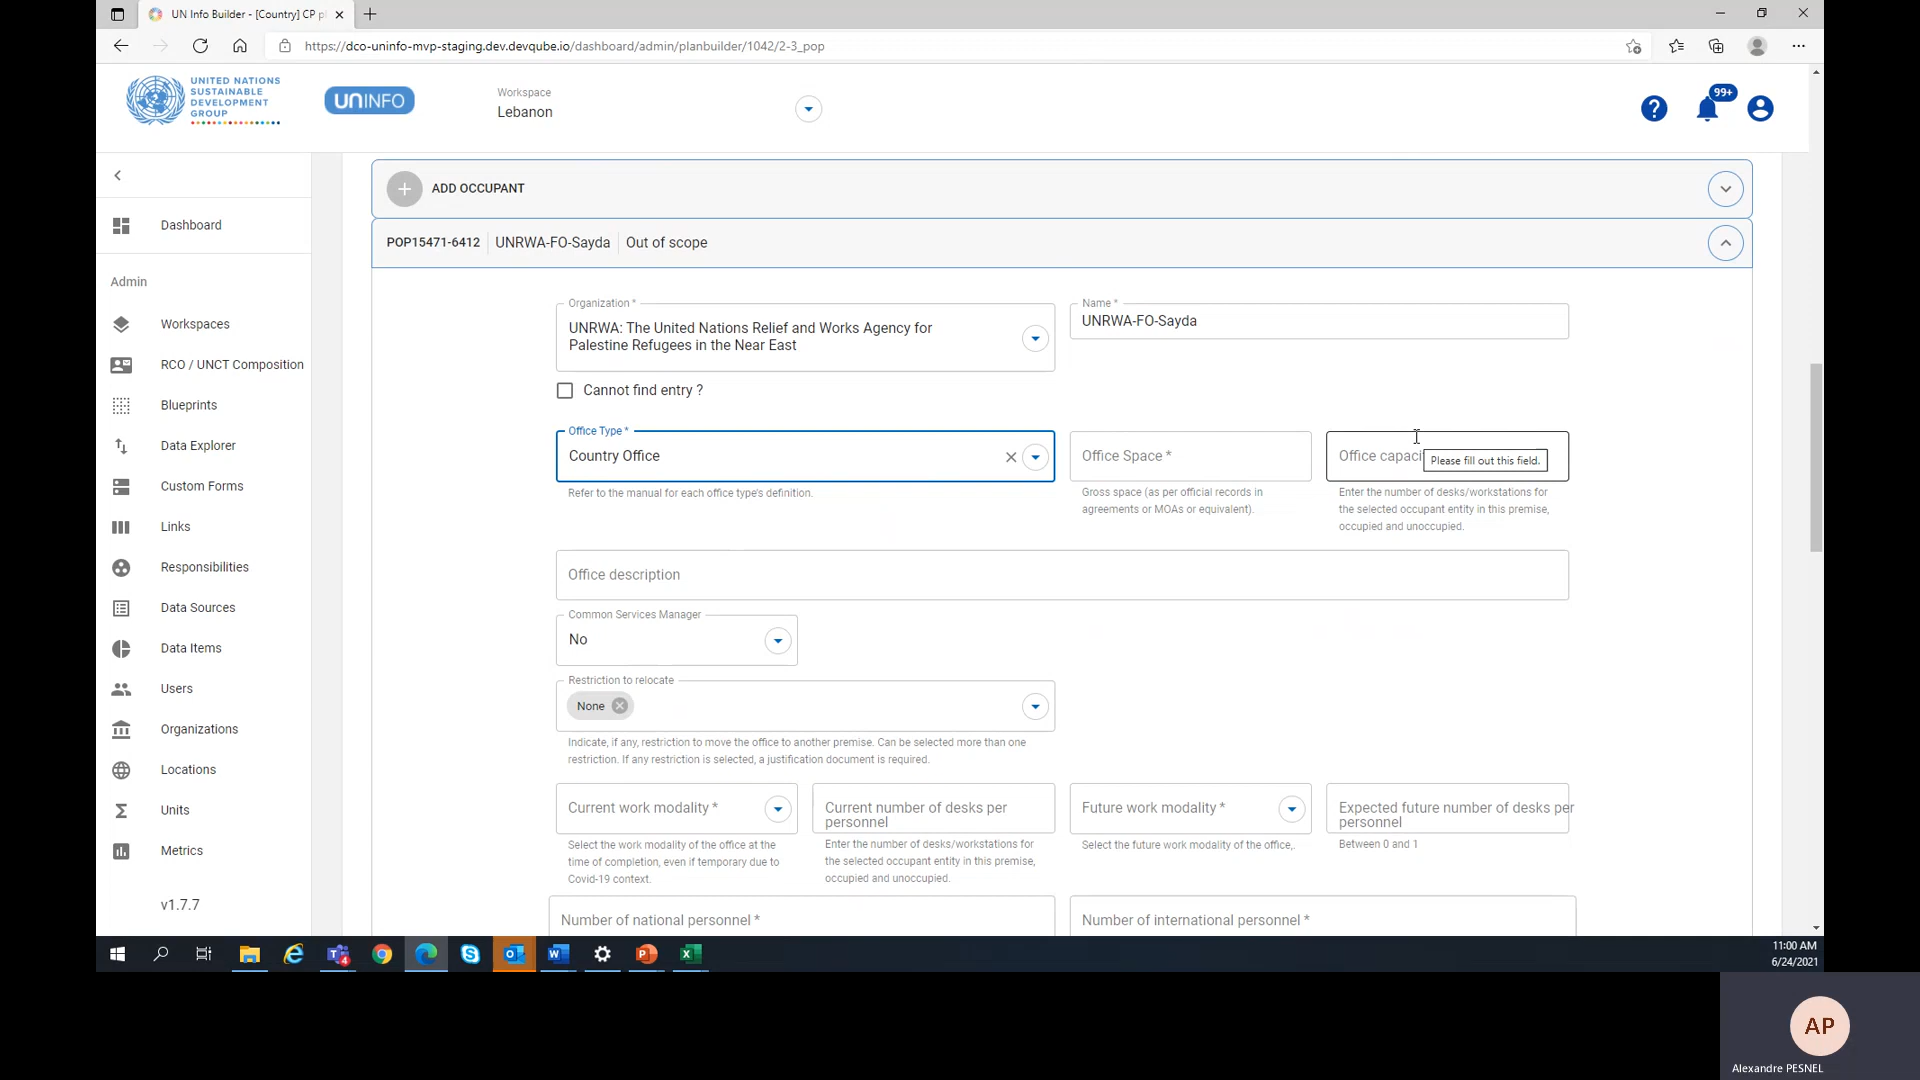 UN Info Builder - [Country] CP pl
https://dco-uninfo-mvp-staging.dev.devqube.io/dashboard/admin/planbuilder/1042/2-3_pop
UNITED NATIONS
SUSTAINABLE
DEVELOPMENT
GROUP
UNINFO
Workspace
Lebanon
99+
Dashboard
Admin
Workspaces
RCO / UNCT Composition
Blueprints
Data Explorer
Custom Forms
Links
Responsibilities
Data Sources
Data Items
Users
Organizations
Locations
Units
Metrics
v1.7.7
ADD OCCUPANT
POP15471-6412 UNRWA-FO-Sayda Out of scope
Organization *
UNRWA: The United Nations Relief and Works Agency for
Palestine Refugees in the Near East
Name *
UNRWA-FO-Sayda
Cannot find entry ?
Office Type *
Country Office
Refer to the manual for each office type's definition.
Office Space *
Gross space (as per official records in
agreements or MOAs or equivalent).
Office capaci
Please fill out this field.
Enter the number of desks/workstations for
the selected occupant entity in this premise,
occupied and unoccupied.
Office description
Common Services Manager
No
Restriction to relocate
None
Indicate, if any, restriction to move the office to another premise. Can be selected more than one
restriction. If any restriction is selected, a justification document is required.
Current work modality *
Select the work modality of the office at the
time of completion, even if temporary due to
Covid-19 context.
Current number of desks per
personnel
Enter the number of desks/workstations for
the selected occupant entity in this premise,
occupied and unoccupied.
Future work modality *
Select the future work modality of the office,.
Expected future number of desks per
personnel
Between 0 and 1
Number of national personnel *
Number of international personnel *
11:00 AM
6/24/2021
AP
Alexandre PESNEL